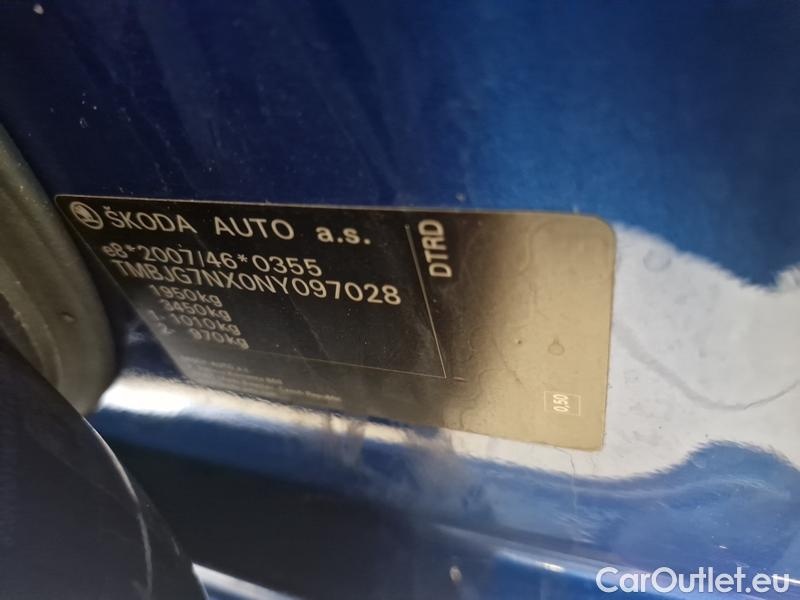 ŠKODA AUTO a.s.
e8*2007/46*0355
TMBJG7NX0NY097028
1950kg
3450kg
1. 1010kg
2. 970kg
DTRD
0,50
CarOutlet.eu